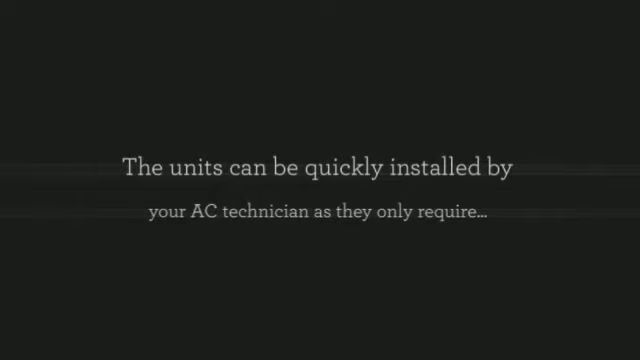 The units can be quickly installed by
your AC technician as they only require...